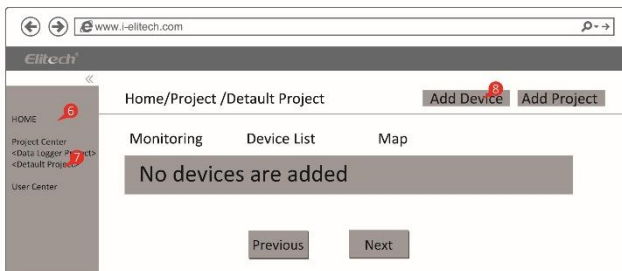 www.i-elitech.com
Elitech
«
Home/Project /Detault Project
8
Add Device
Add Project
6
HOME
Project Center
<Data Logger Project>
7
<Detault Project>
User Center
Monitoring Device List Map
No devices are added
Previous Next